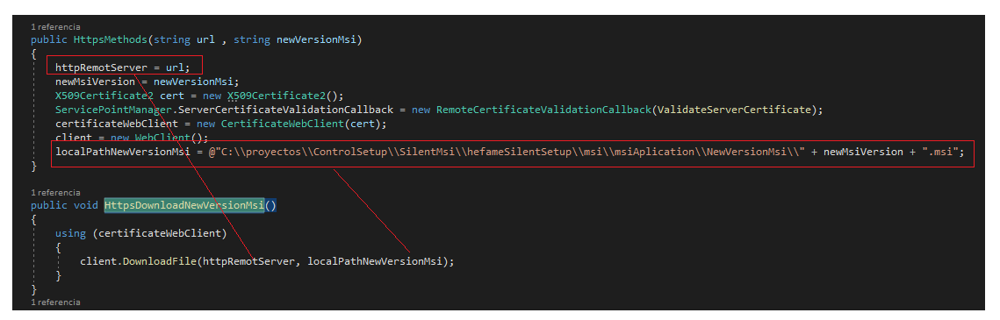 1 referencia
public HttpsMethods(string url , string newVersionMsi)
{
httpRemotServer = url;
newMsiVersion = newVersionMsi;
X509Certificate2 cert = new X509Certificate2();
ServicePointManager.ServerCertificateValidationCallback = new RemoteCertificateValidationCallback(ValidateServerCertificate);
certificateWebClient = new CertificateWebClient(cert);
client = new WebClient();
localPathNewVersionMsi = @"C:\\proyectos\\ControlSetup\\SilentMsi\\hefameSilentSetup\\msi\\msiAplication\\NewVersionMsi\\" + newMsiVersion + ".msi";
}
1 referencia
public void HttpsDownloadNewVersionMsi()
{
using (certificateWebClient)
{
client.DownloadFile(httpRemotServer, localPathNewVersionMsi);
}
}
1 referencia